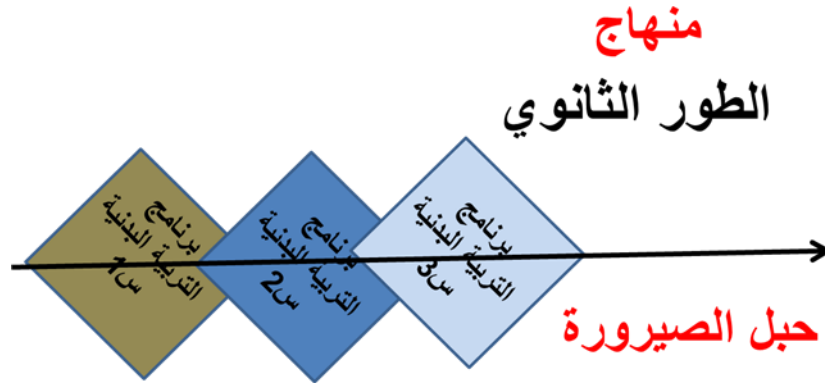 منهاج
الطور الثانوي
برنامج
التربية البدنية
س1
برنامج
التربية البدنية
س2
برنامج
التربية البدنية
س3
حبل الصيرورة